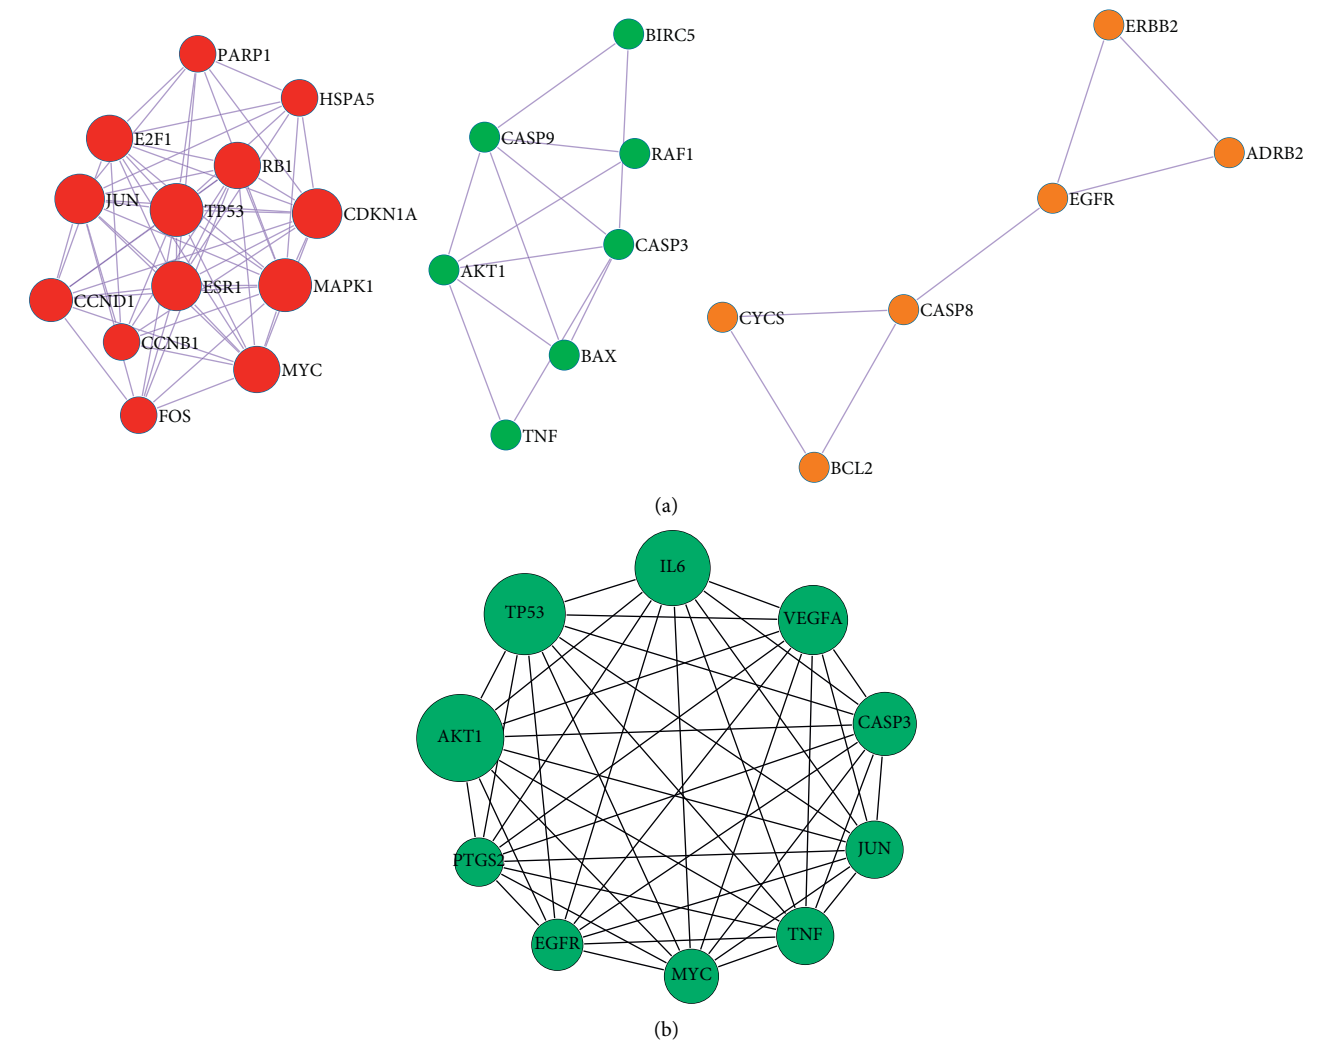 PARP1
HSPA5
E2F1
RB1
JUN
TP53
CDKN1A
ESR1
MAPK1
CCND1
CCNB1
MYC
FOS
BIRC5
CASP9
RAF1
CASP3
AKT1
BAX
TNF
ERBB2
ADRB2
EGFR
CASP8
CYCS
BCL2
(a)
IL6
TP53
VEGFA
CASP3
AKT1
JUN
PTGS2
TNF
EGFR
MYC
(b)